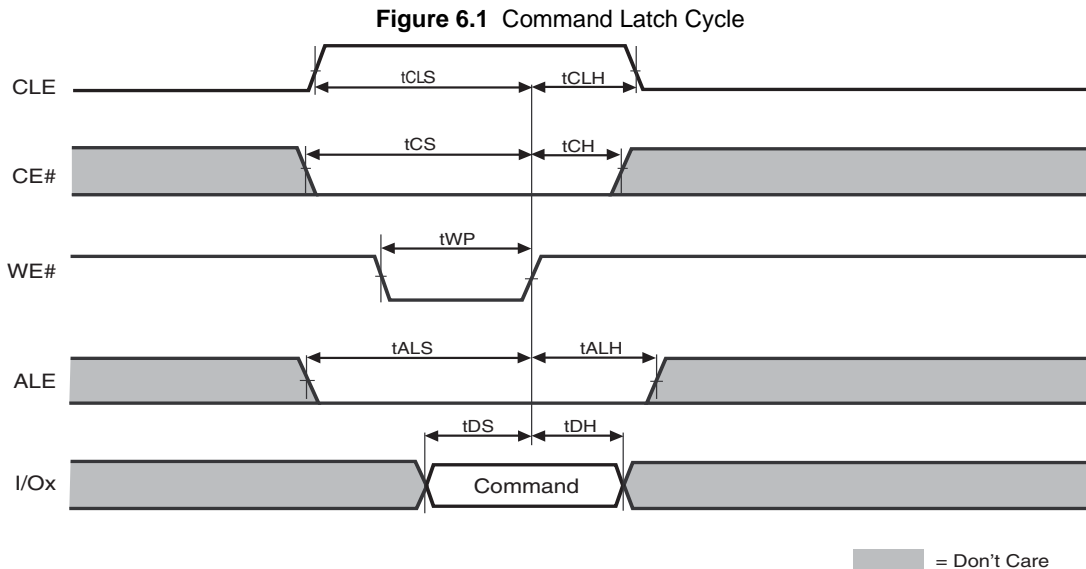 Figure 6.1 Command Latch Cycle
CLE
tCLS
tCLH
CE#
tCS
tCH
WE#
tWP
ALE
tALS
tALH
I/Ox
tDS
tDH
Command
= Don't Care